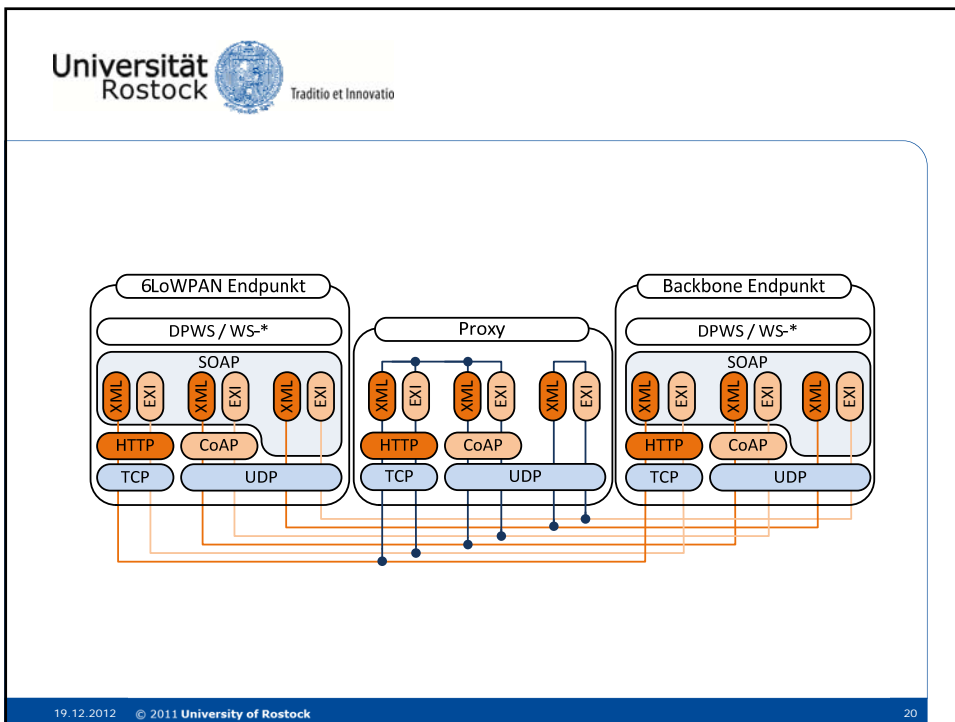 Universität
Rostock
Traditio et Innovatio
6LoWPAN Endpunkt
DPWS / WS-*
SOAP
XML EXI XML EXI XML EXI
HTTP CoAP
TCP UDP
Proxy
XML EXI XML EXI XML EXI
HTTP CoAP
TCP UDP
Backbone Endpunkt
DPWS / WS-*
SOAP
XML EXI XML EXI XML EXI
HTTP CoAP
TCP UDP
19.12.2012 © 2011 University of Rostock 20